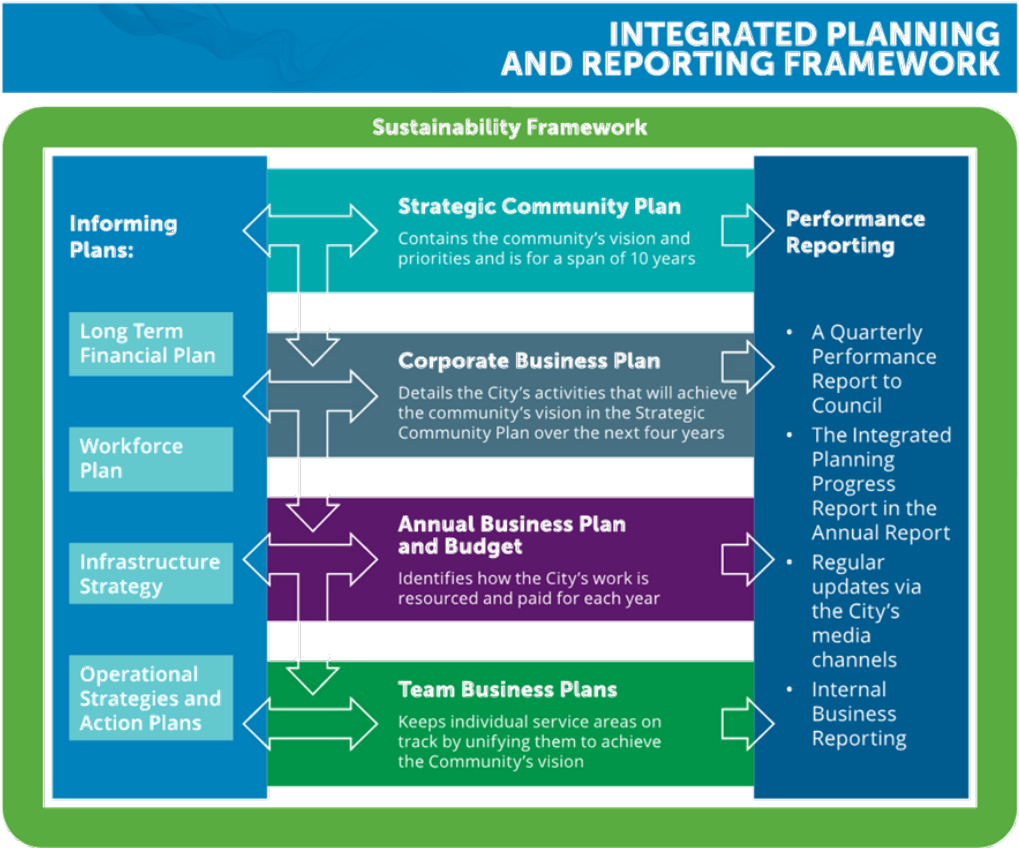 INTEGRATED PLANNING
AND REPORTING FRAMEWORK
Sustainability Framework
Informing
Plans:
Long Term
Financial Plan
Workforce
Plan
Infrastructure
Strategy
Operational
Strategies and
Action Plans
Strategic Community Plan
Contains the community's vision and
priorities and is for a span of 10 years
Corporate Business Plan
Details the City's activities that will achieve
the community's vision in the Strategic
Community Plan over the next four years
Annual Business Plan
and Budget
Identifies how the City's work is
resourced and paid for each year
Team Business Plans
Keeps individual service areas on
track by unifying them to achieve
the Community's vision
Performance
Reporting
• A Quarterly
Performance
Report to
Council
• The Integrated
Planning
Progress
Report in the
Annual Report
• Regular
updates via
the City's
media
channels
• Internal
Business
Reporting